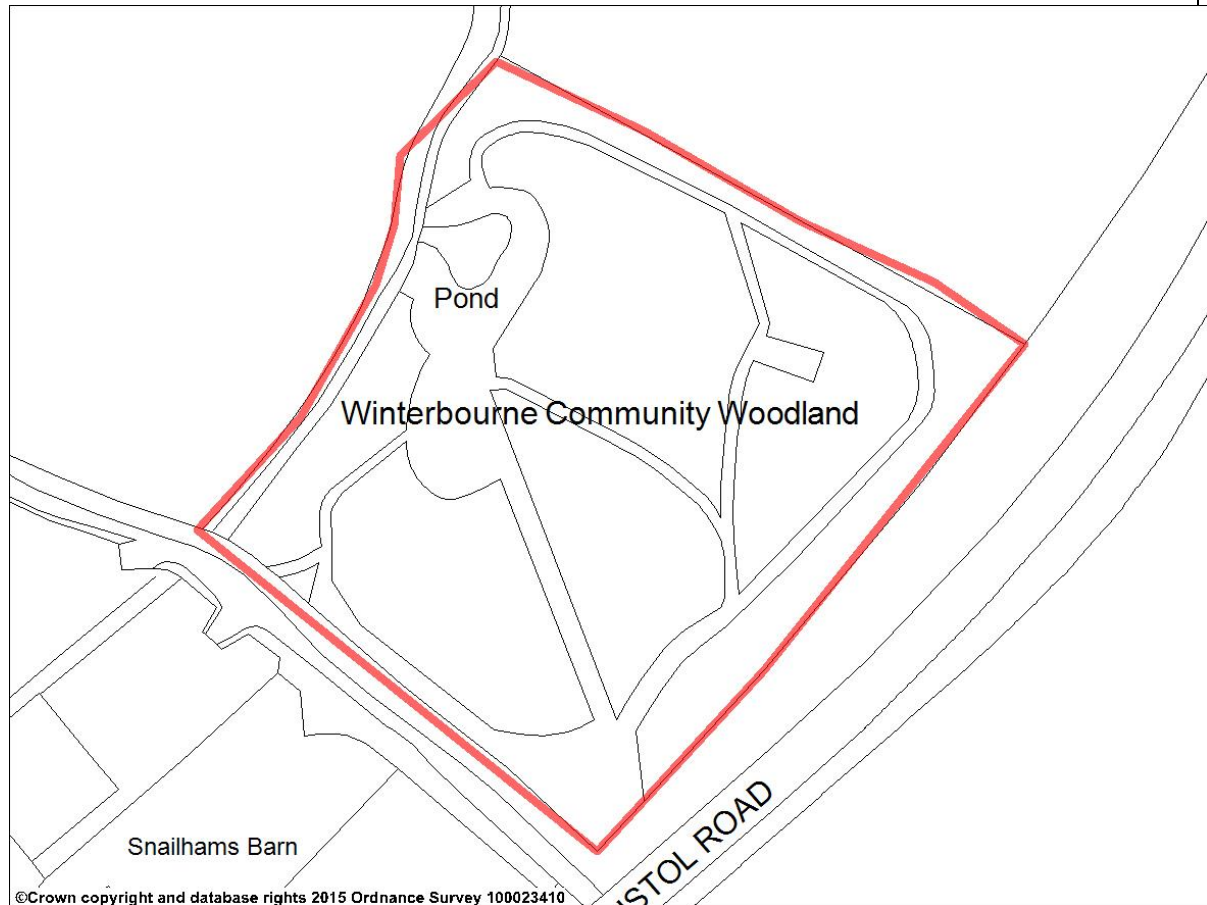 Pond
Winterbourne Community Woodland
ISTOL ROAD
Snailhams Barn
©Crown copyright and database rights 2015 Ordnance Survey 100023410